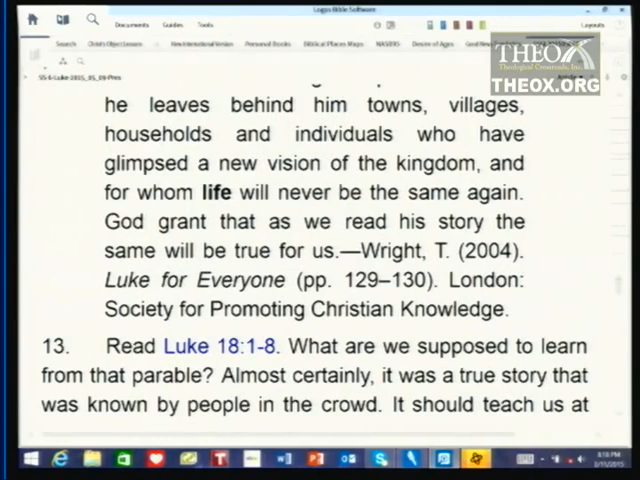 Logos Bible Software
Documents Guides Tools
Layouts
Search Christ's Object Lessons New International Version Personal Books Biblical Places Maps NASB95 Desire of Ages
THEOX
Theological Crossroads, Inc.
THEOX.ORG
he leaves behind him towns, villages,
households and individuals who have
glimpsed a new vision of the kingdom, and
for whom life will never be the same again.
God grant that as we read his story the
same will be true for us.—Wright, T. (2004).
Luke for Everyone (pp. 129–130). London:
Society for Promoting Christian Knowledge.
13. Read Luke 18:1-8. What are we supposed to learn
from that parable? Almost certainly, it was a true story that
was known by people in the crowd. It should teach us at